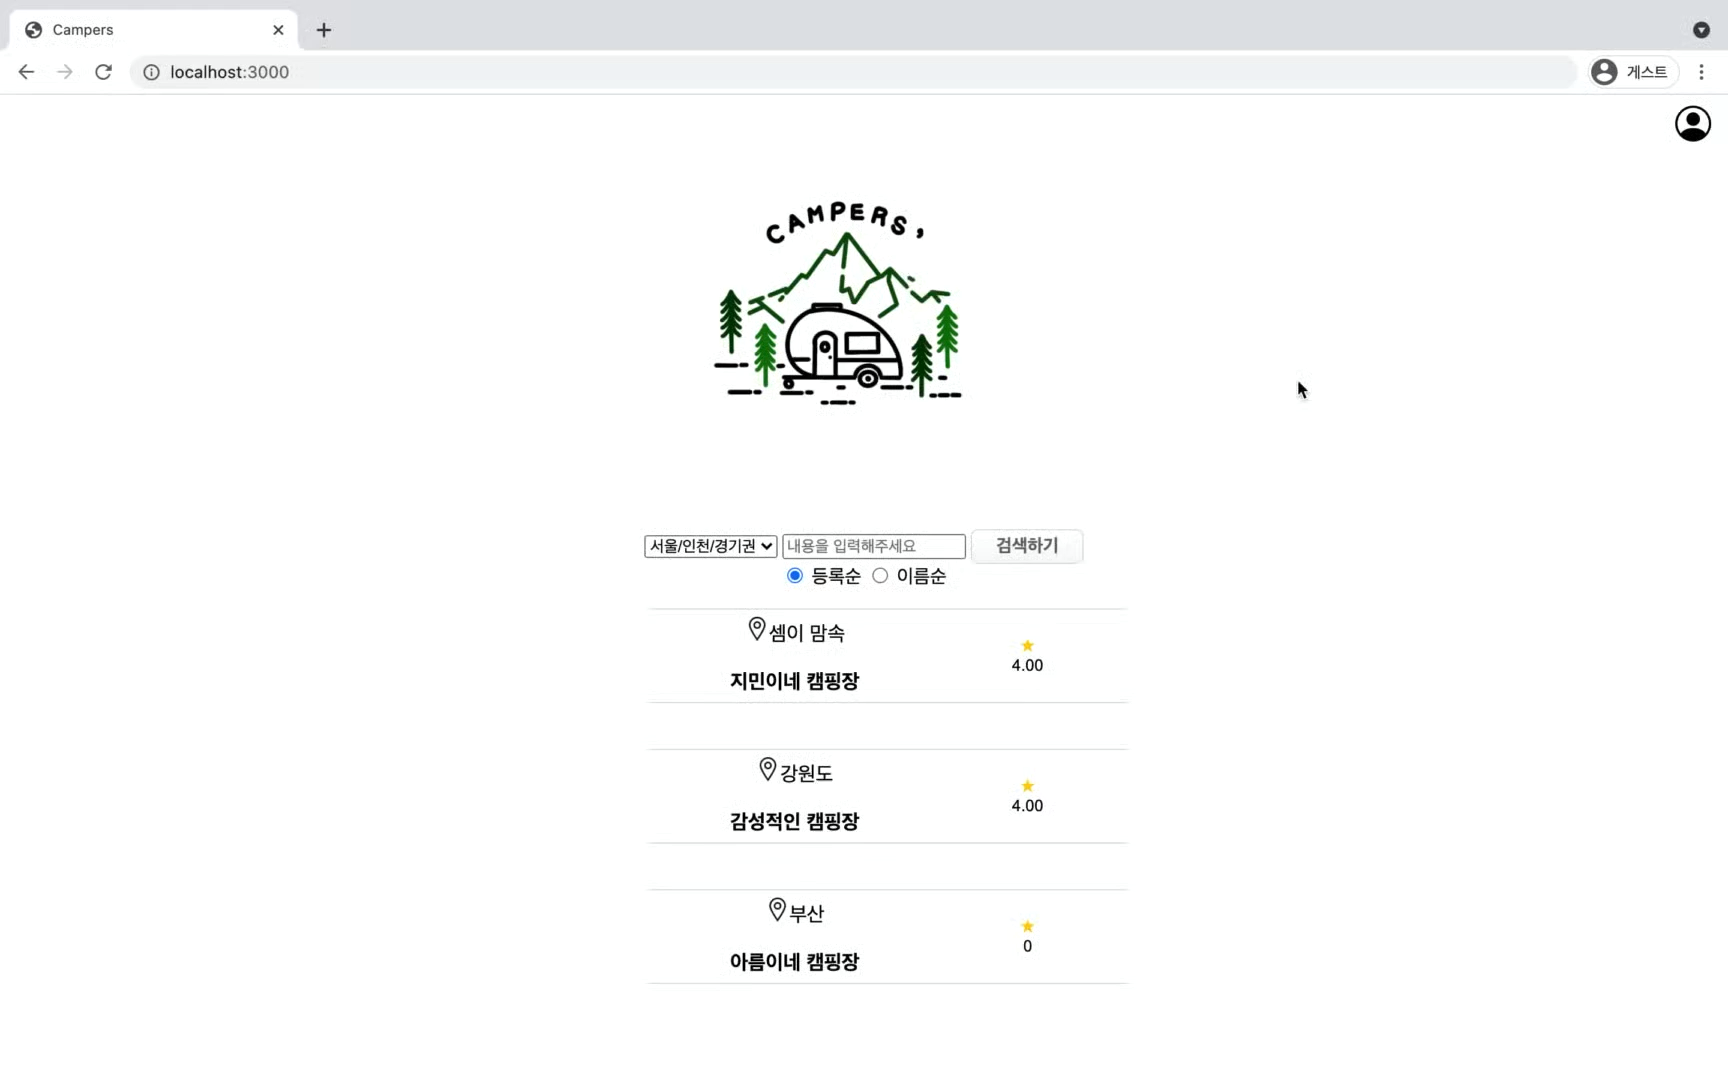 Campers
localhost:3000
게스트
CAMPERS,
서울/인천/경기권 내용을 입력해주세요 검색하기
등록순 이름순
셈이 맘속
4.00
지민이네 캠핑장
강원도
4.00
감성적인 캠핑장
부산
0
아름이네 캠핑장